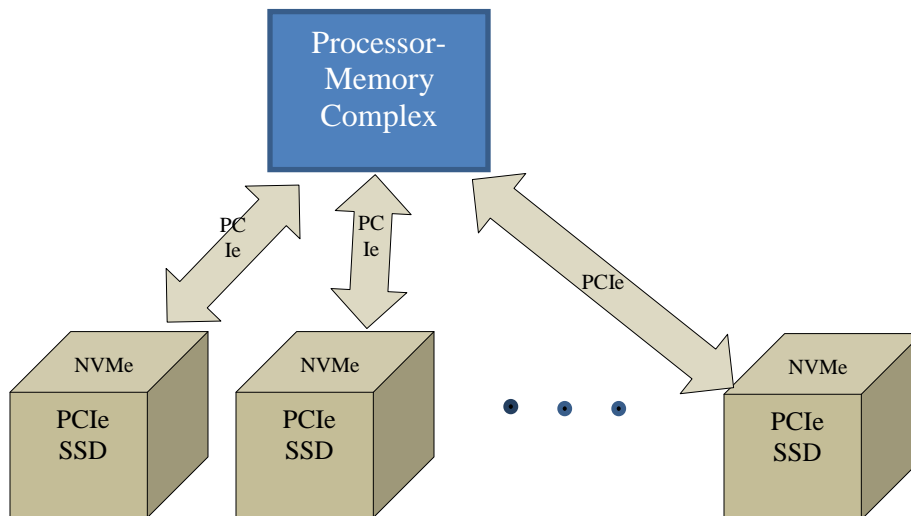 Processor-
Memory
Complex
PC
Ie
PC
Ie
PCIe
NVMe
PCIe
SSD
NVMe
PCIe
SSD
NVMe
PCIe
SSD